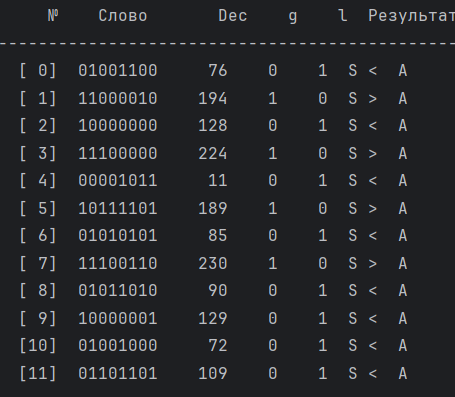 № Слово Dec g l Результат
--------------------------------------------
[ 0] 01001100 76 0 1 S < A
[ 1] 11000010 194 1 0 S > A
[ 2] 10000000 128 0 1 S < A
[ 3] 11100000 224 1 0 S > A
[ 4] 00001011 11 0 1 S < A
[ 5] 10111101 189 1 0 S > A
[ 6] 01010101 85 0 1 S < A
[ 7] 11100110 230 1 0 S > A
[ 8] 01011010 90 0 1 S < A
[ 9] 10000001 129 0 1 S < A
[10] 01001000 72 0 1 S < A
[11] 01101101 109 0 1 S < A